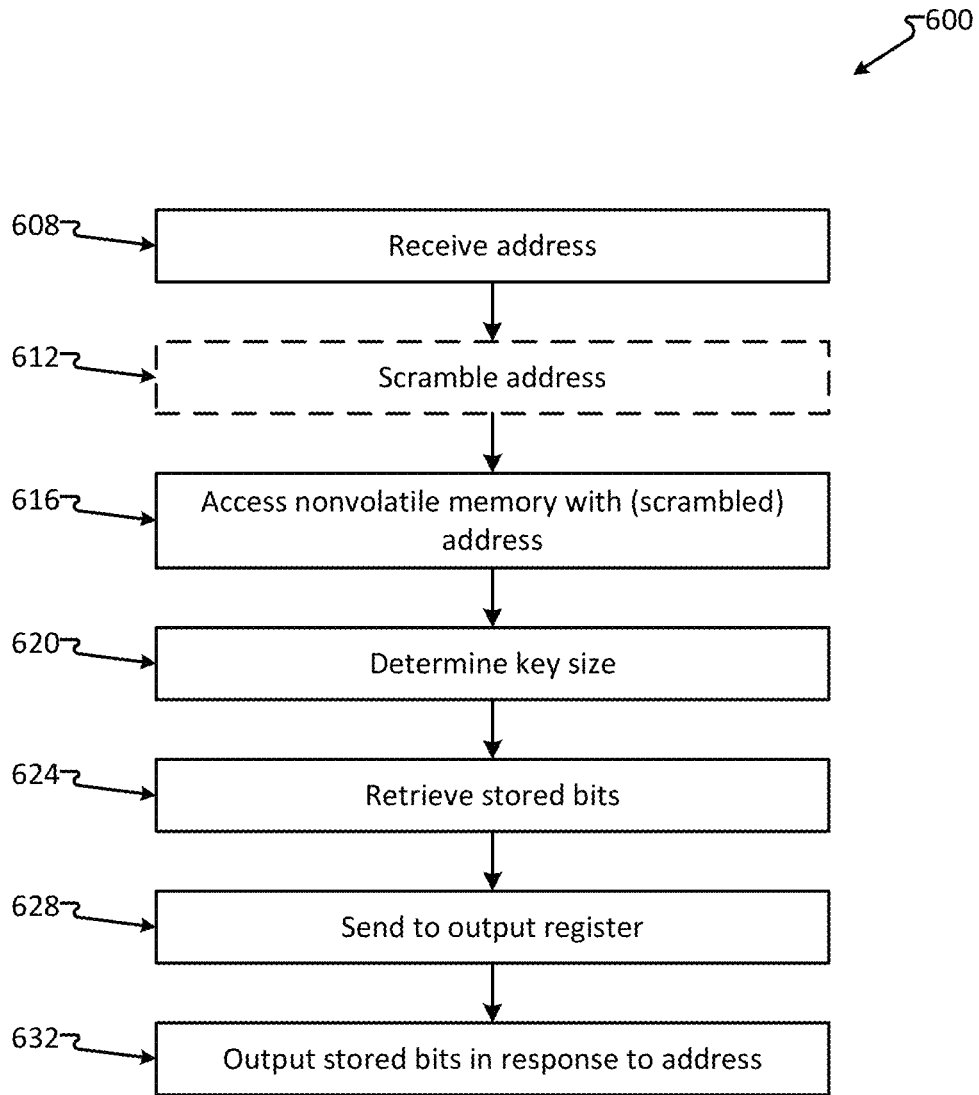 600
608
Receive address
612
Scramble address
616
Access nonvolatile memory with (scrambled)
address
620
Determine key size
624
Retrieve stored bits
628
Send to output register
632
Output stored bits in response to address